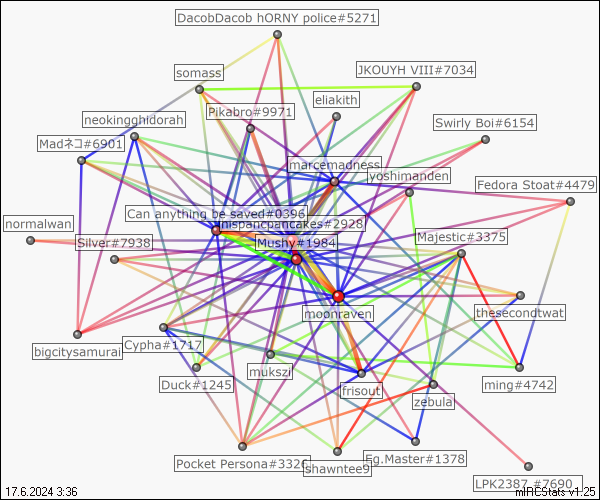 DacobDacob hORNY police#5271
somass
JKOUYH VIII#7034
eliakith
Pikabro#9971
neokingghidorah
Swirly Boi#6154
Madネコ#6901
marcemadness
yoshimanden
Fedora Stoat#4479
Can anything be saved#0396
hispancpancakes#2928
normalwan
Silver#7938
Mushy#1984
Majestic#3375
moonraven
thesecondtwat
bigcitysamurai
Cypha#1717
Duck#1245
mukszi
frisout
ming#4742
zebula
Pocket Persona#3326
shawntee9
Eg.Master#1378
LPK2387 #7690
17.6.2024 3:36
mIRCStats v1.25